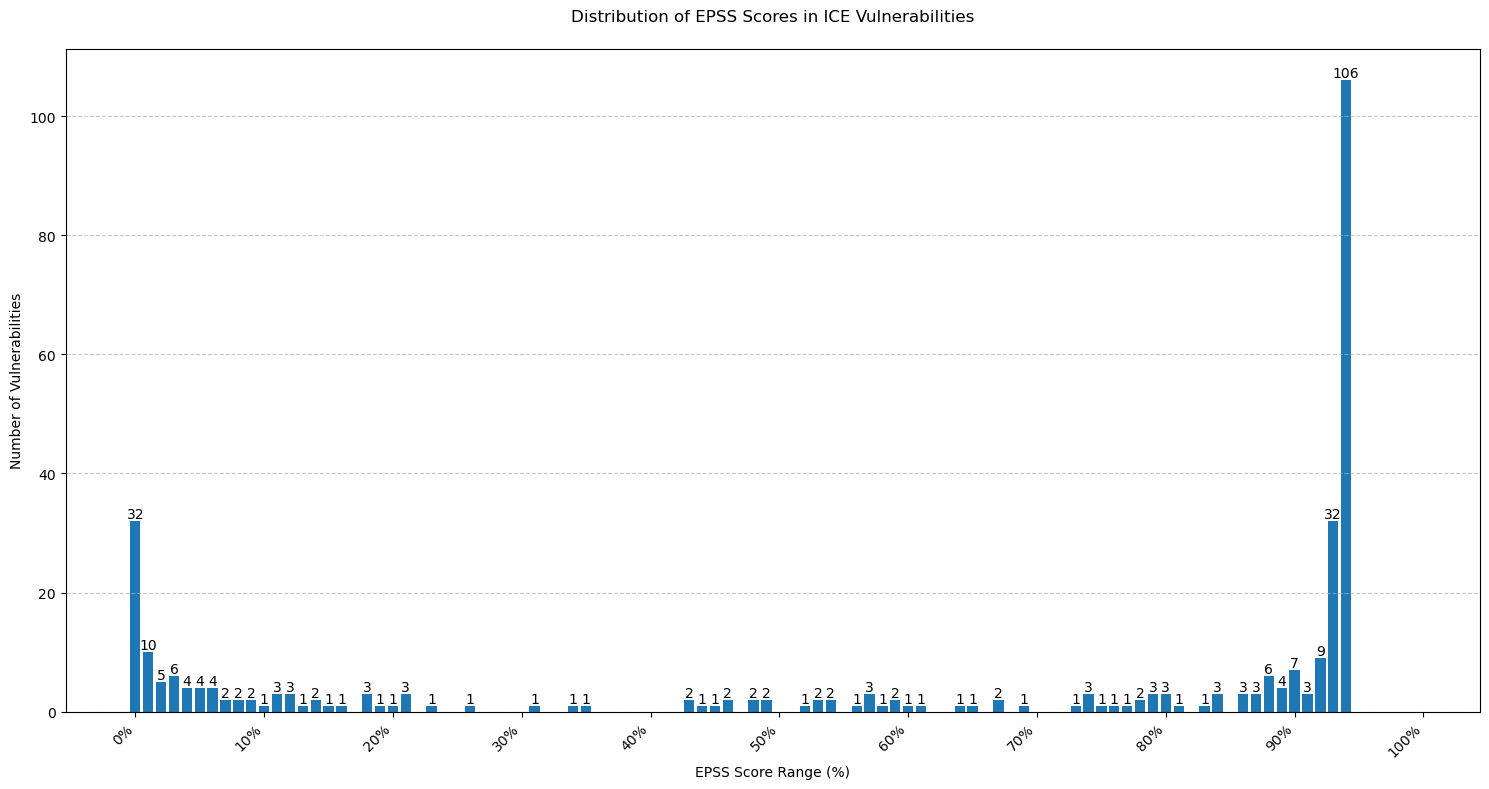 Distribution of EPSS Scores in ICE Vulnerabilities
Number of Vulnerabilities
100
80
60
40
20
0
32 10 5 6 4 4 4 2 2 2 1 3 3 1 2 1 1 3 1 1 3 1 1 1 1 1 2 1 1 2 2 2 1 2 2 1 3 1 2 1 1 1 1 2 1 1 3 1 1 1 2 3 3 1 1 3 3 3 6 4 7 3 9 32 106
0% 10% 20% 30% 40% 50% 60% 70% 80% 90% 100%
EPSS Score Range (%)